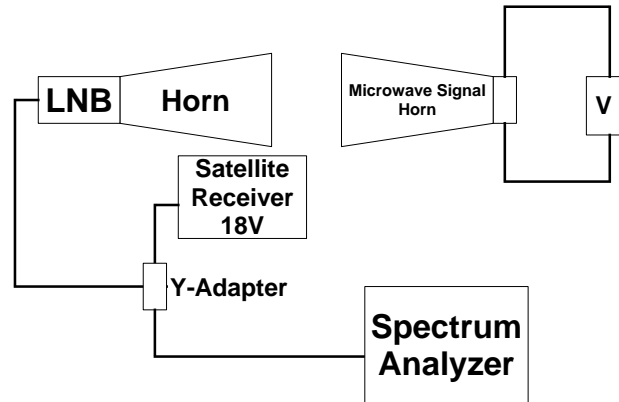 LNB
Horn
Microwave Signal
Horn
V
Satellite
Receiver
18V
Y-Adapter
Spectrum
Analyzer